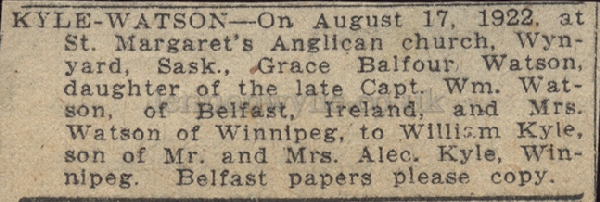 KYLE-WATSON—On August 17, 1922, at
St. Margaret's Anglican church, Wyn-
yard, Sask., Grace Balfour Watson,
daughter of the late Capt. Wm. Wat-
son, of Belfast, Ireland, and Mrs.
Watson of Winnipeg, to William Kyle,
son of Mr. and Mrs. Alec. Kyle, Win-
nipeg. Belfast papers please copy.